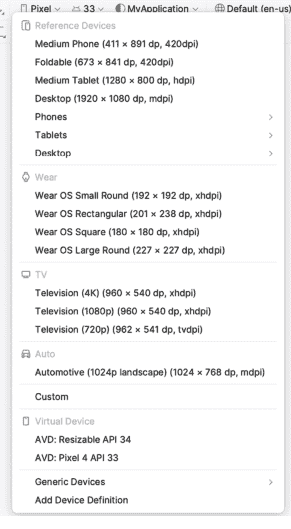 Pixel 33 MyApplication Default (en-us)
Reference Devices
Medium Phone (411 × 891 dp, 420dpi)
Foldable (673 × 841 dp, 420dpi)
Medium Tablet (1280 × 800 dp, hdpi)
Desktop (1920 × 1080 dp, mdpi)
Phones
Tablets
Desktop
Wear
Wear OS Small Round (192 × 192 dp, xhdpi)
Wear OS Rectangular (201 × 238 dp, xhdpi)
Wear OS Square (180 × 180 dp, xhdpi)
Wear OS Large Round (227 × 227 dp, xhdpi)
TV
Television (4K) (960 × 540 dp, xhdpi)
Television (1080p) (960 × 540 dp, xhdpi)
Television (720p) (962 × 541 dp, tvdpi)
Auto
Automotive (1024p landscape) (1024 × 768 dp, mdpi)
Custom
Virtual Device
AVD: Resizable API 34
AVD: Pixel 4 API 33
Generic Devices
Add Device Definition